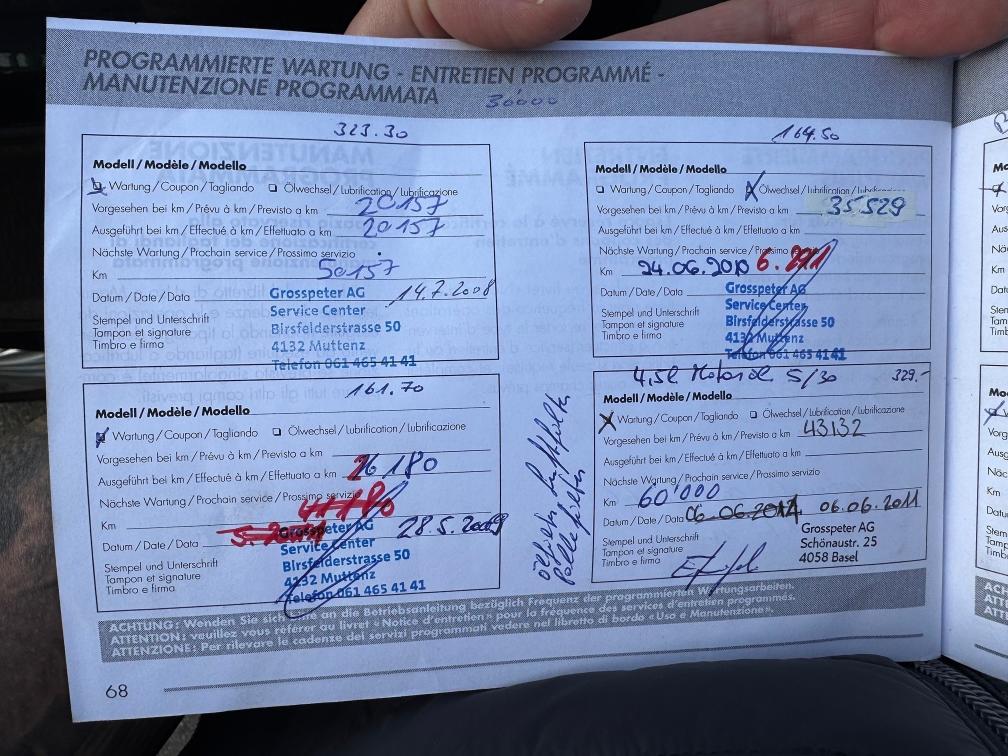 PROGRAMMIERTE WARTUNG - ENTRETIEN PROGRAMMÉ -
MANUTENZIONE PROGRAMMATA 30000
323.30
Modell/Modèle/Modello
Wartung/Coupon/Tagliando Ölwechsel/Lubrification/Lubrificazione
Vorgesehen bei km/Prévu à km/Previsto a km 20157
Ausgeführt bei km/Effectué à km/Effettuato a km 20157
Nächste Wartung/Prochain service/Prossimo servizio
Km 50157
Datum/Date/Data 14.7.2008
Stempel und Unterschrift
Tampon et signature
Timbro e firma
Grosspeter AG
Service Center
Birsfelderstrasse 50
4132 Muttenz
Telefon 061 465 41 41
164.50
Modell/Modèle/Modello
Wartung/Coupon/Tagliando Ölwechsel/Lubrification/Lubrificazione
Vorgesehen bei km/Prévu à km/Previsto a km 35529
Ausgeführt bei km/Effectué à km/Effettuato a km
Nächste Wartung/Prochain service/Prossimo servizio
Km 24.06.2010 6.2011
Datum/Date/Data
Stempel und Unterschrift
Tampon et signature
Timbro e firma
Grosspeter AG
Service Center
Birsfelderstrasse 50
4132 Muttenz
Telefon 061 465 41 41
161.70
Modell/Modèle/Modello
Wartung/Coupon/Tagliando Ölwechsel/Lubrification/Lubrificazione
Vorgesehen bei km/Prévu à km/Previsto a km
Ausgeführt bei km/Effectué à km/Effettuato a km 26180
Nächste Wartung/Prochain service/Prossimo servizio
Km 41180
Datum/Date/Data 28.5.2009
Stempel und Unterschrift
Tampon et signature
Timbro e firma
Grosspeter AG
Service Center
Birsfelderstrasse 50
4132 Muttenz
Telefon 061 465 41 41
Ölfilter Luftfilter
Pollenfilter
4,5l Motoröl 5/30 329.-
Modell/Modèle/Modello
Wartung/Coupon/Tagliando Ölwechsel/Lubrification/Lubrificazione
Vorgesehen bei km/Prévu à km/Previsto a km 43132
Ausgeführt bei km/Effectué à km/Effettuato a km
Nächste Wartung/Prochain service/Prossimo servizio
Km 60'000
Datum/Date/Data 06.06.2012 06.06.2011
Stempel und Unterschrift
Tampon et signature
Timbro e firma
Grosspeter AG
Schönaustr. 25
4058 Basel
ACHTUNG: Wenden Sie sich bitte an die Betriebsanleitung bezüglich Frequenz der programmierten Wartungsarbeiten.
ATTENTION: veuillez vous référer au livret «Notice d'entretien» pour la fréquence des services d'entretien programmés.
ATTENZIONE: Per rilevare le cadenze dei servizi programmati vedere nel libretto di bordo «Uso e Manutenzione».
68